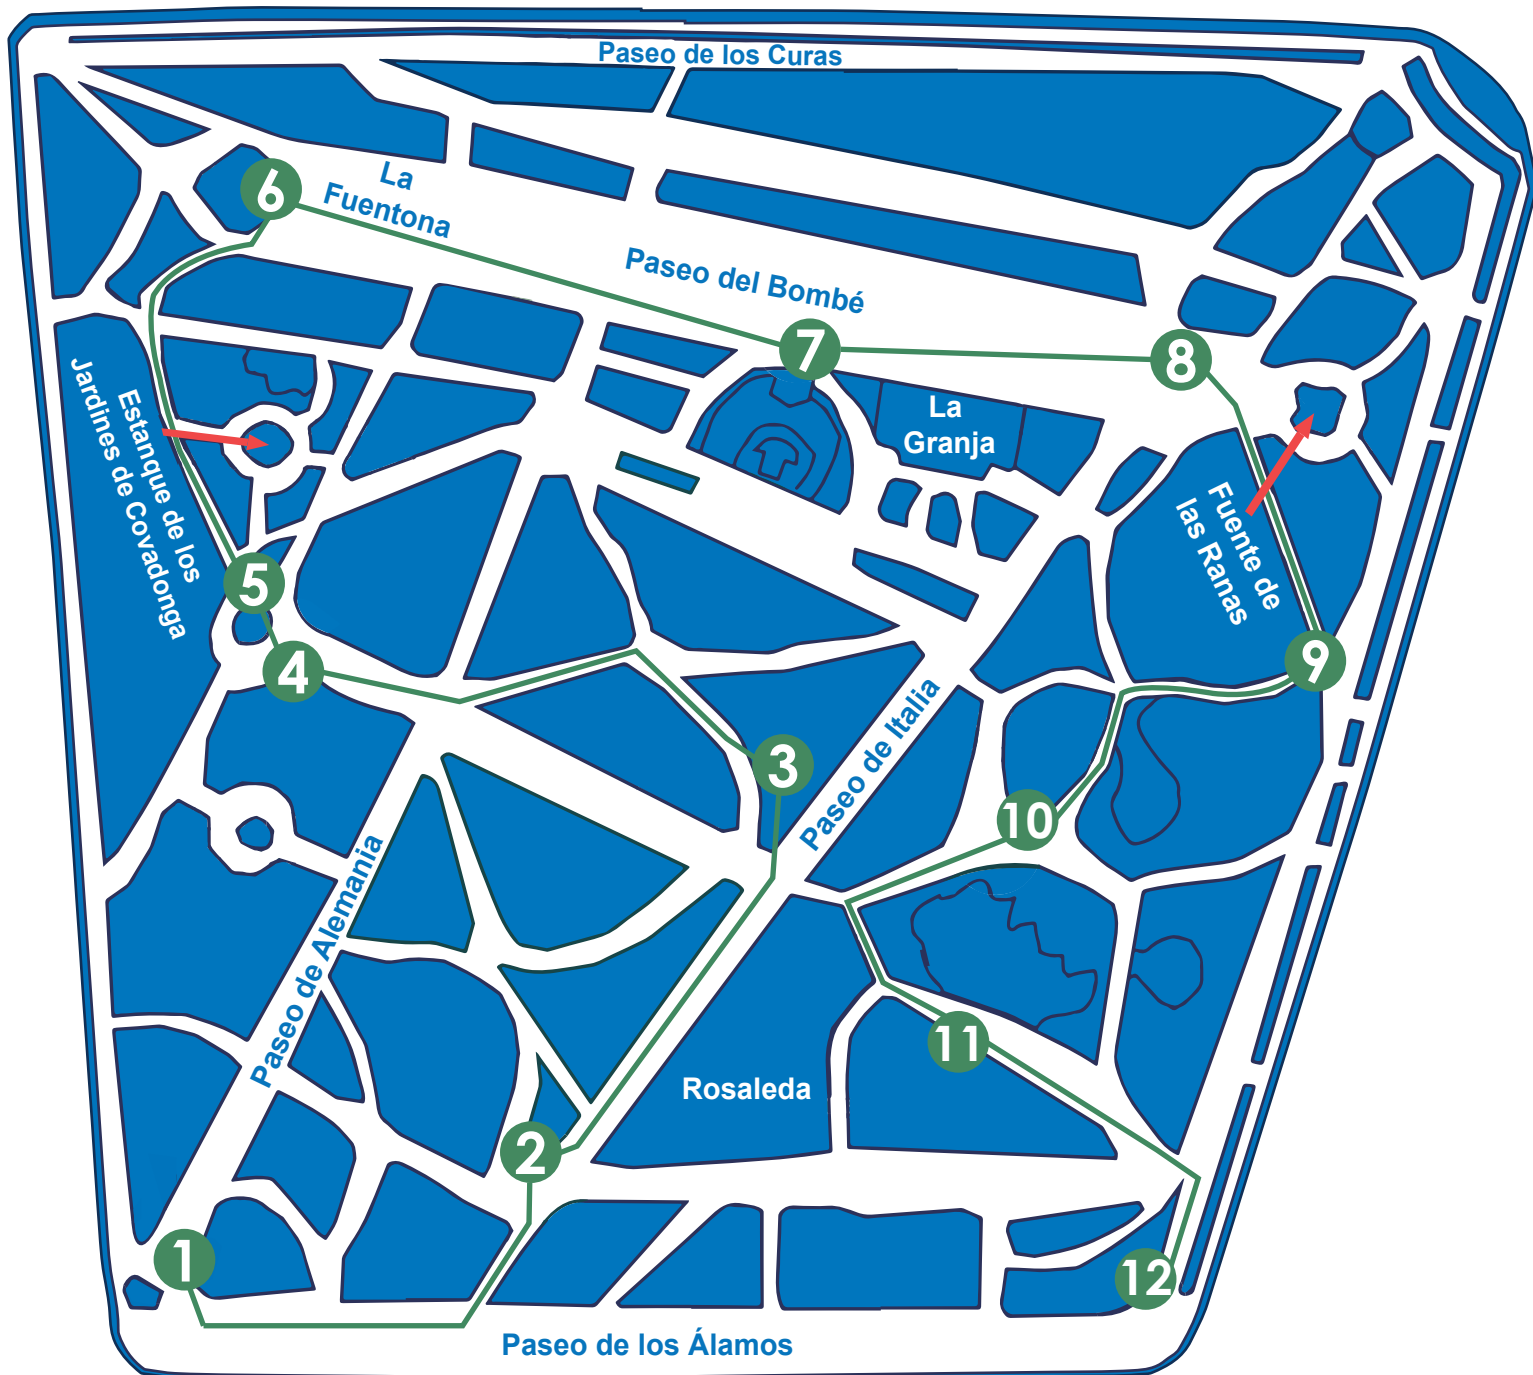 Paseo de los Curas
6
La
Fuentona
Paseo del Bombé
7
8
La
Granja
Estanque de los
Jardines de Covadonga
Fuente de
las Ranas
5
4
9
3
Paseo de Italia
10
Paseo de Alemania
11
Rosaleda
2
1
12
Paseo de los Álamos